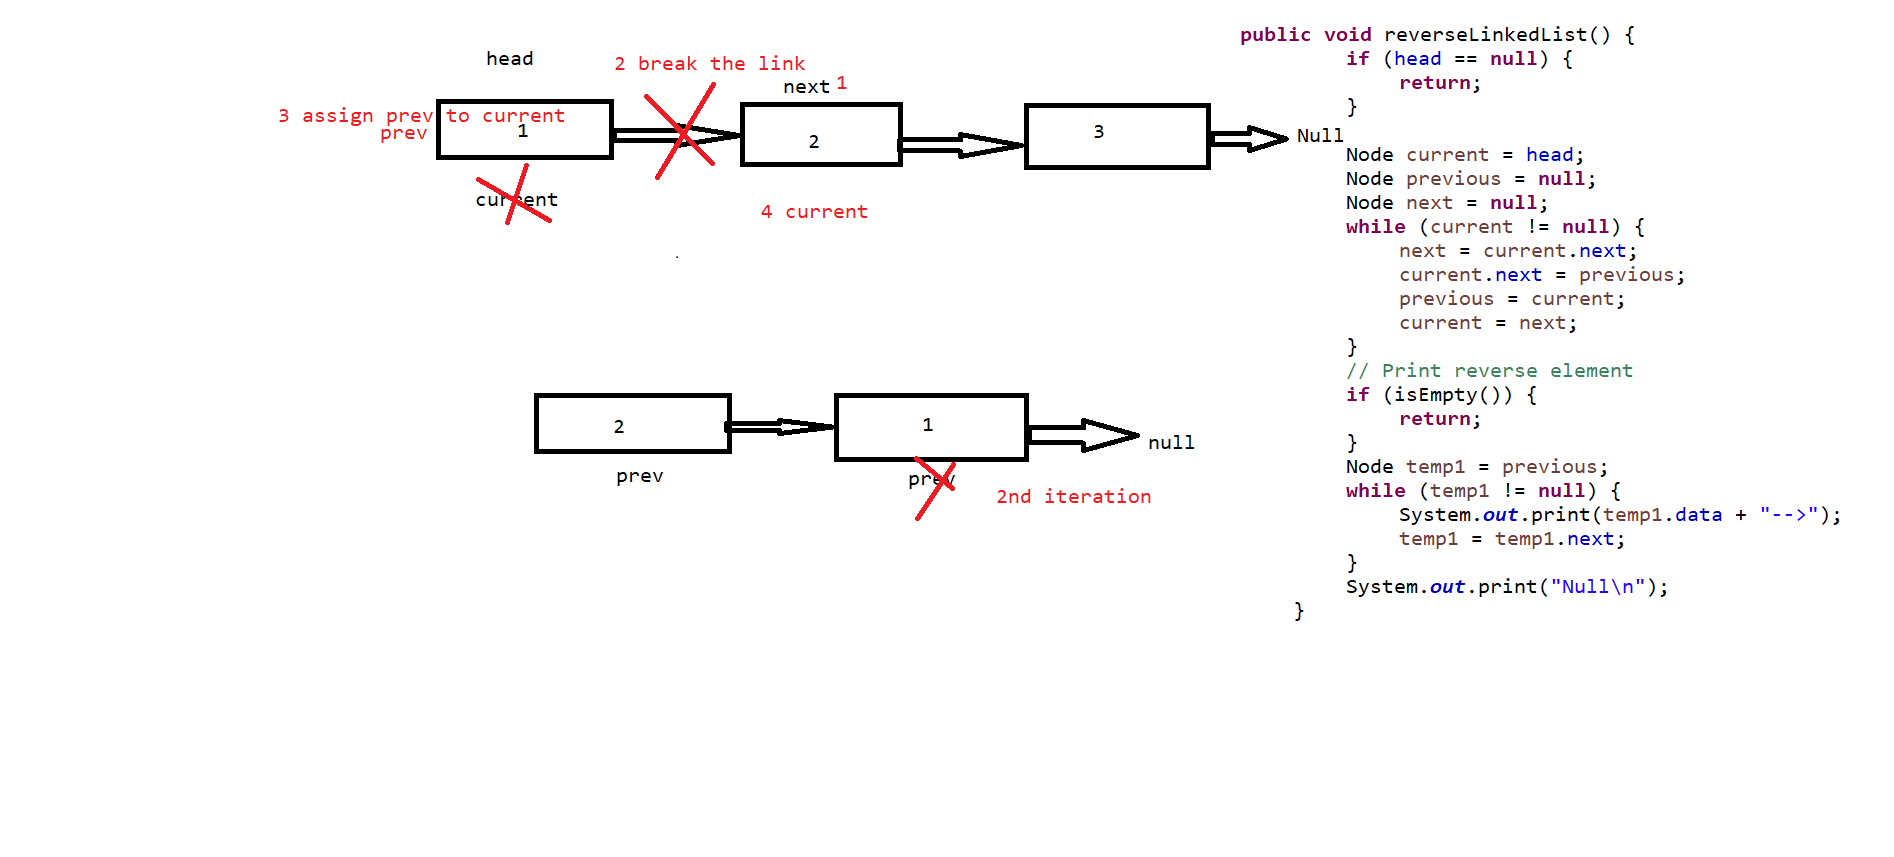 head
2 break the link
next 1
3 assign prev to current
prev
1
2
3
Null
current
4 current
2
1
null
prev
prev
2nd iteration
public void reverseLinkedList() {
if (head == null) {
return;
}
Node current = head;
Node previous = null;
Node next = null;
while (current != null) {
next = current.next;
current.next = previous;
previous = current;
current = next;
}
// Print reverse element
if (isEmpty()) {
return;
}
Node temp1 = previous;
while (temp1 != null) {
System.out.print(temp1.data + "-->");
temp1 = temp1.next;
}
System.out.print("Null\n");
}